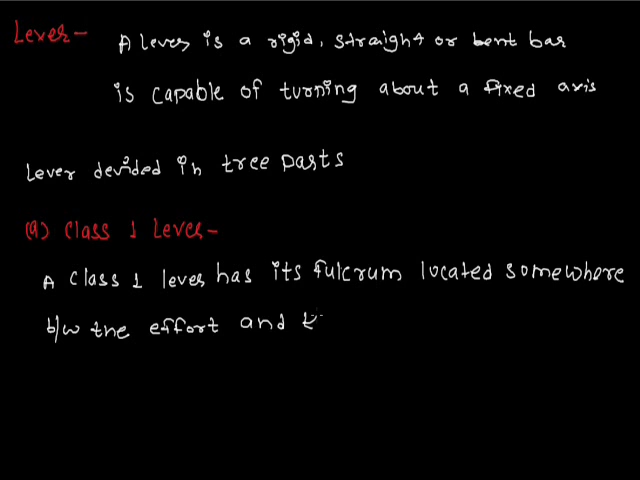 Lever- A lever is a rigid, straight or bent bar
is capable of turning about a fixed axis
Lever devided in tree parts
(a) Class 1 Lever-
A class 1 lever has its fulcrum located somewhere
b/w the effort and t